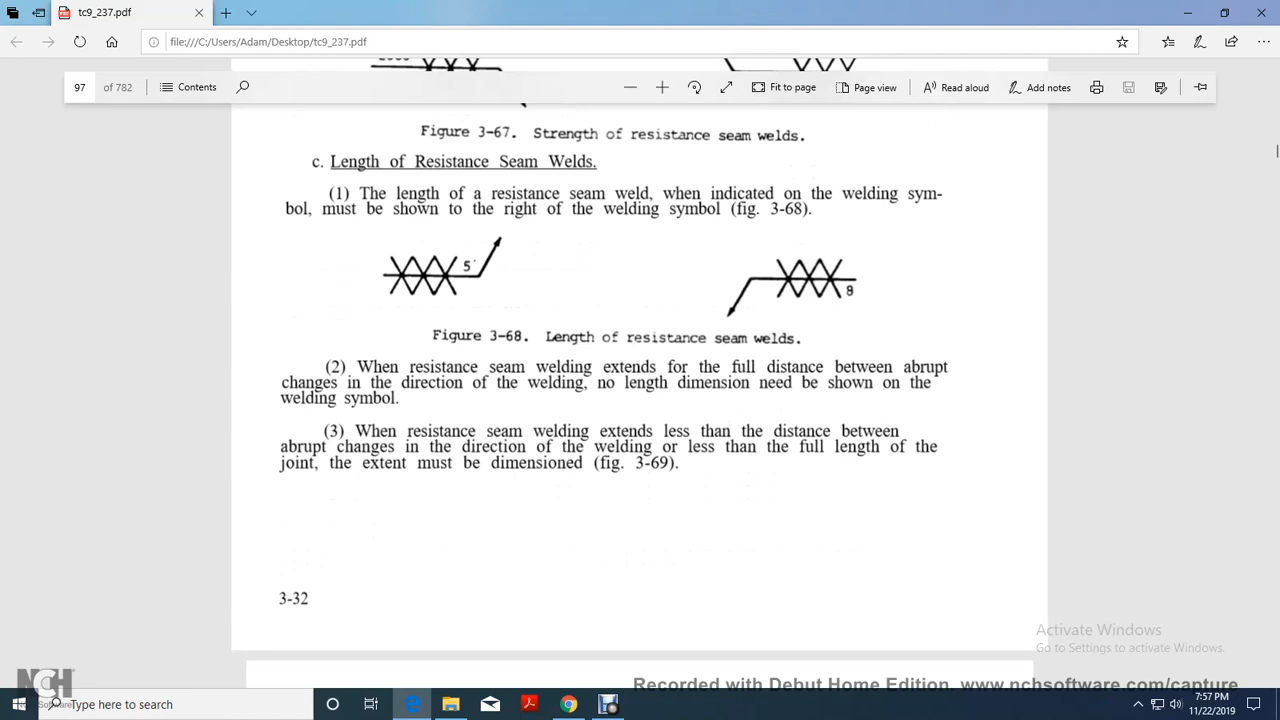 tc9_237.pdf
file:///C:/Users/Adam/Desktop/tc9_237.pdf
97 of 782 Contents Fit to page Page view Read aloud Add notes
Figure 3-67. Strength of resistance seam welds.
c. Length of Resistance Seam Welds.
(1) The length of a resistance seam weld, when indicated on the welding sym-
bol, must be shown to the right of the welding symbol (fig. 3-68).
5
8
Figure 3-68. Length of resistance seam welds.
(2) When resistance seam welding extends for the full distance between abrupt
changes in the direction of the welding, no length dimension need be shown on the
welding symbol.
(3) When resistance seam welding extends less than the distance between
abrupt changes in the direction of the welding or less than the full length of the
joint, the extent must be dimensioned (fig. 3-69).
3-32
Activate Windows
Go to Settings to activate Windows.
NCH
Software
Recorded with Debut Home Edition. www.nchsoftware.com/capture
Type here to search
7:57 PM
11/22/2019